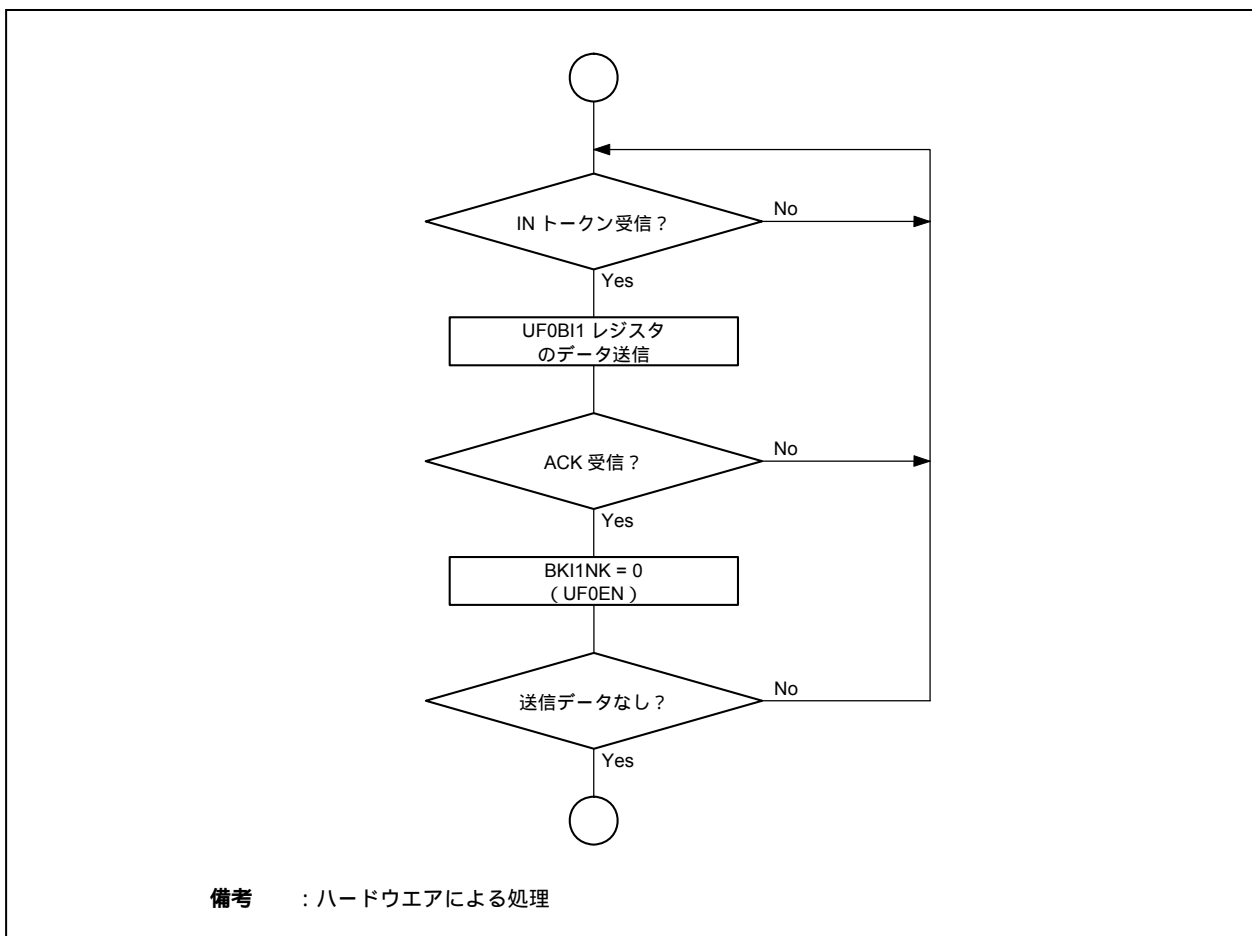 IN トークン受信？
No
Yes
UF0BI1 レジスタ
のデータ送信
ACK 受信？
No
Yes
BKI1NK = 0
（UF0EN）
送信データなし？
No
Yes
備考 ：ハードウエアによる処理